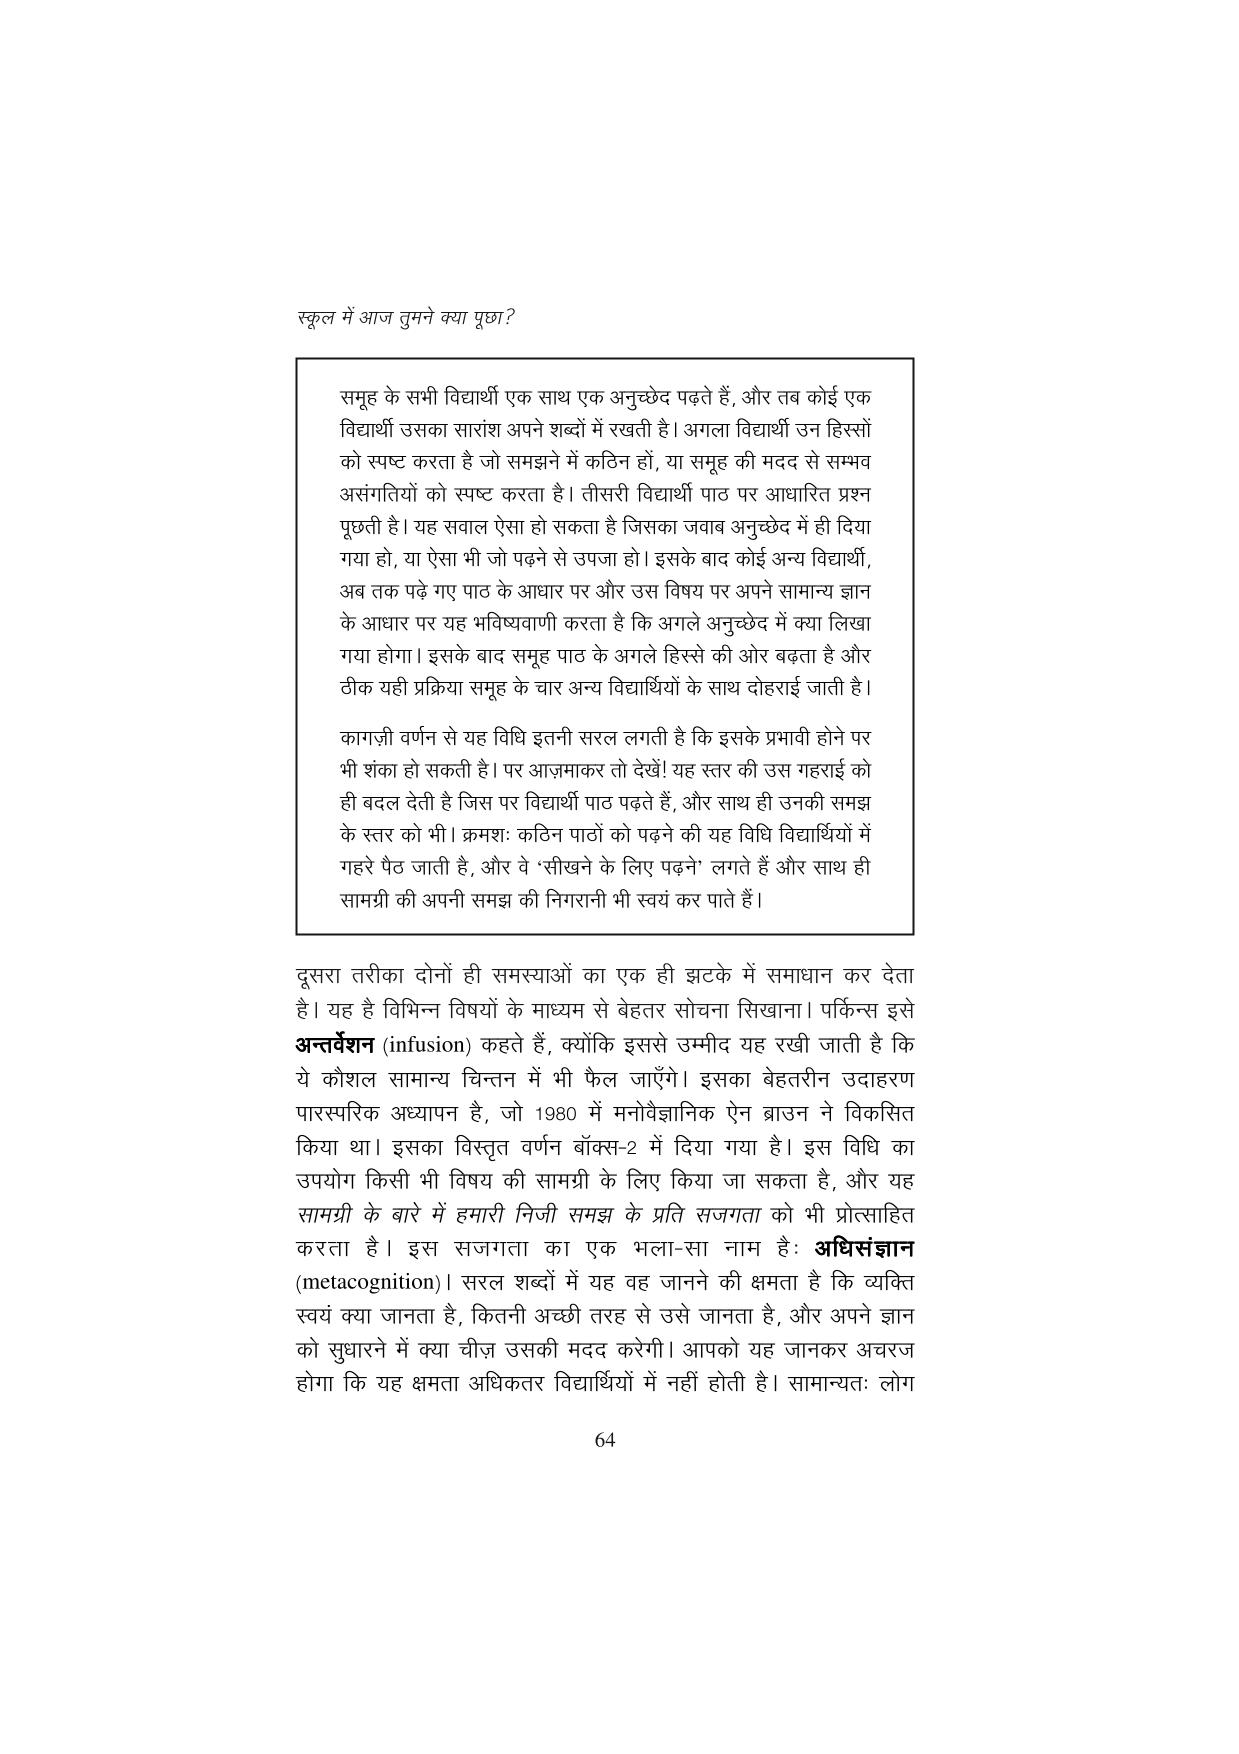 स्कूल में आज तुमने क्या पूछा?
समूह के सभी विद्यार्थी एक साथ एक अनुच्छेद पढ़ते हैं, और तब कोई एक
विद्यार्थी उसका सारांश अपने शब्दों में रखती है। अगला विद्यार्थी उन हिस्सों
को स्पष्ट करता है जो समझने में कठिन हों, या समूह की मदद से सम्भव
असंगतियों को स्पष्ट करता है। तीसरी विद्यार्थी पाठ पर आधारित प्रश्न
पूछती है। यह सवाल ऐसा हो सकता है जिसका जवाब अनुच्छेद में ही दिया
गया हो, या ऐसा भी जो पढ़ने से उपजा हो। इसके बाद कोई अन्य विद्यार्थी,
अब तक पढ़े गए पाठ के आधार पर और उस विषय पर अपने सामान्य ज्ञान
के आधार पर यह भविष्यवाणी करता है कि अगले अनुच्छेद में क्या लिखा
गया होगा। इसके बाद समूह पाठ के अगले हिस्से की ओर बढ़ता है और
ठीक यही प्रक्रिया समूह के चार अन्य विद्यार्थियों के साथ दोहराई जाती है।
कागज़ी वर्णन से यह विधि इतनी सरल लगती है कि इसके प्रभावी होने पर
भी शंका हो सकती है। पर आज़माकर तो देखें! यह स्तर की उस गहराई को
ही बदल देती है जिस पर विद्यार्थी पाठ पढ़ते हैं, और साथ ही उनकी समझ
के स्तर को भी। क्रमशः कठिन पाठों को पढ़ने की यह विधि विद्यार्थियों में
गहरे पैठ जाती है, और वे ‘सीखने के लिए पढ़ने’ लगते हैं और साथ ही
सामग्री की अपनी समझ की निगरानी भी स्वयं कर पाते हैं।
दूसरा तरीका दोनों ही समस्याओं का एक ही झटके में समाधान कर देता
है। यह है विभिन्न विषयों के माध्यम से बेहतर सोचना सिखाना। पर्किन्स इसे
अन्तर्वेशन (infusion) कहते हैं, क्योंकि इससे उम्मीद यह रखी जाती है कि
ये कौशल सामान्य चिन्तन में भी फैल जाएँगे। इसका बेहतरीन उदाहरण
पारस्परिक अध्यापन है, जो 1980 में मनोवैज्ञानिक ऐन ब्राउन ने विकसित
किया था। इसका विस्तृत वर्णन बॉक्स-2 में दिया गया है। इस विधि का
उपयोग किसी भी विषय की सामग्री के लिए किया जा सकता है, और यह
सामग्री के बारे में हमारी निजी समझ के प्रति सजगता को भी प्रोत्साहित
करता है। इस सजगता का एक भला-सा नाम है: अधिसंज्ञान
(metacognition)। सरल शब्दों में यह वह जानने की क्षमता है कि व्यक्ति
स्वयं क्या जानता है, कितनी अच्छी तरह से उसे जानता है, और अपने ज्ञान
को सुधारने में क्या चीज़ उसकी मदद करेगी। आपको यह जानकर अचरज
होगा कि यह क्षमता अधिकतर विद्यार्थियों में नहीं होती है। सामान्यतः लोग
64